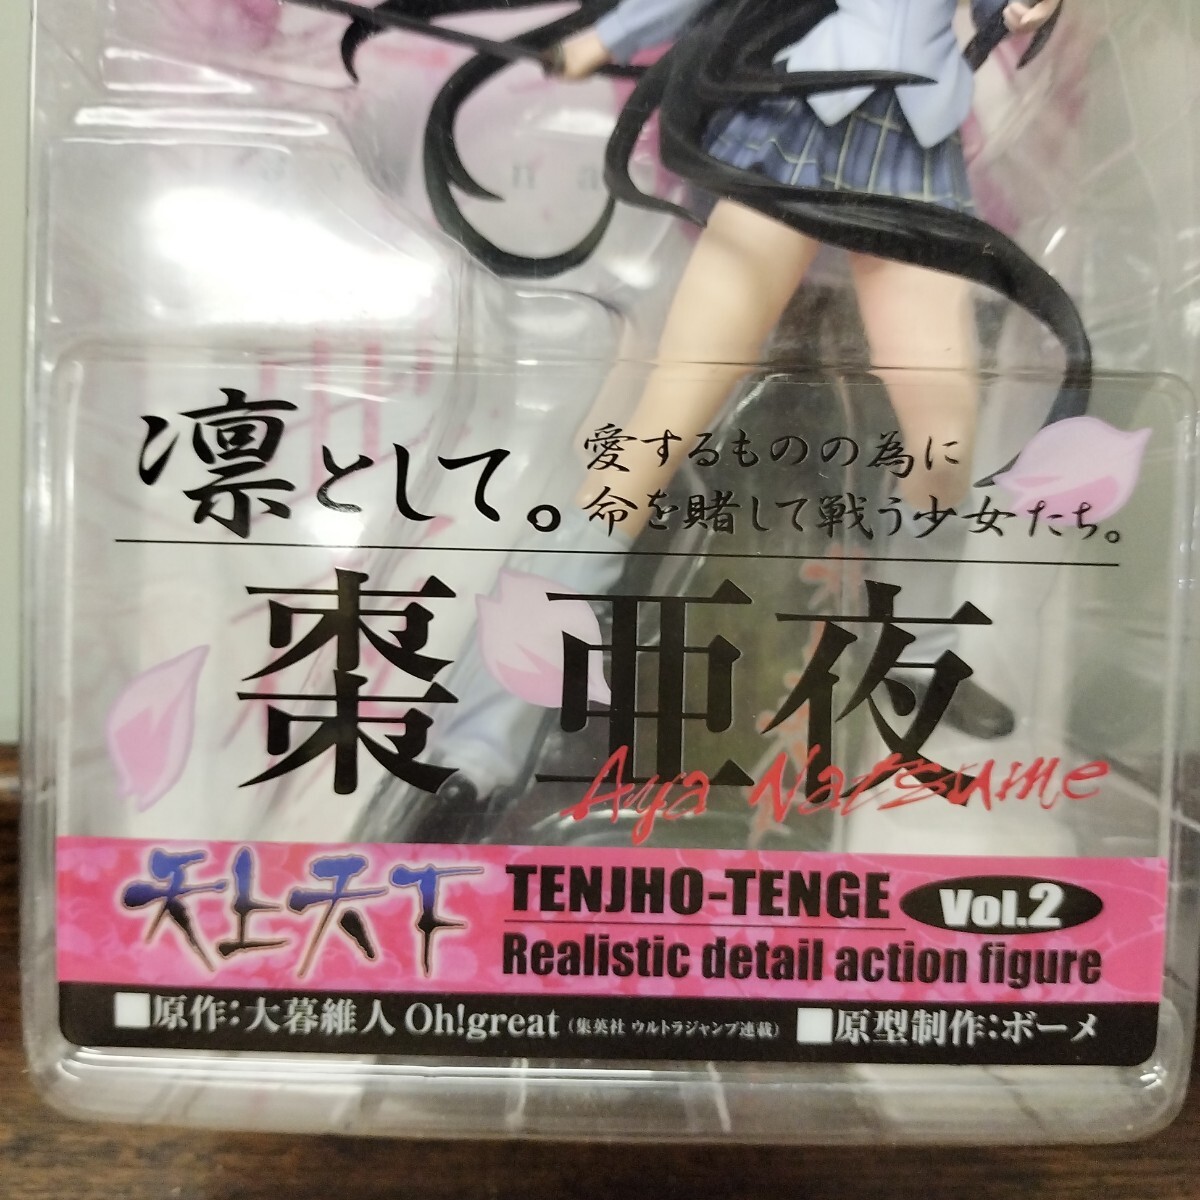 凛として。
愛するものの為に
命を賭して戦う少女たち。
棗 亜夜
Aya Natsume
天上天下
TENJHO-TENGE Vol.2
Realistic detail action figure
■原作：大暮維人 Oh!great（集英社 ウルトラジャンプ連載） ■原型制作：ボーメ